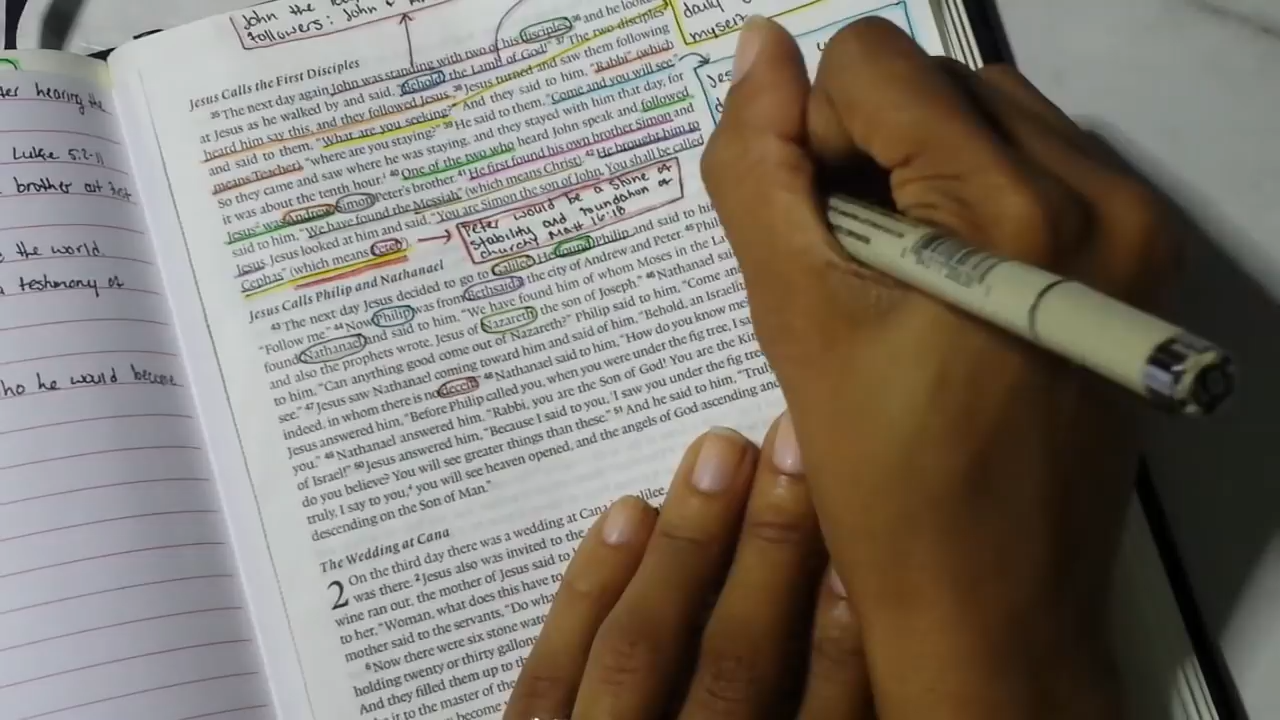 John the
followers: John
daily
myself
ter hearing the
Luke 5:2-11
brother out first
the world.
testimony of
ho he would become
Jesus Calls the First Disciples
35 The next day again John was standing with two of his disciples, 36 and he looked
at Jesus as he walked by and said, "Behold, the Lamb of God!" 37 The two disciples
heard him say this, and they followed Jesus. 38 Jesus turned and saw them following
and said to them, "What are you seeking?" And they said to him, "Rabbi" (which
means Teacher), "where are you staying?" 39 He said to them, "Come and you will see."
So they came and saw where he was staying, and they stayed with him that day, for
it was about the tenth hour. 40 One of the two who heard John speak and followed
Jesus was Andrew, Simon Peter's brother. 41 He first found his own brother Simon and
said to him, "We have found the Messiah" (which means Christ). 42 He brought him to
Jesus. Jesus looked at him and said, "You are Simon the son of John. You shall be called
Cephas" (which means Peter)
Peter would be a stone of
stability and foundation of
church! Matt 16:18
Jesus Calls Philip and Nathanael
43 The next day Jesus decided to go to Galilee. He found Philip and said to him
"Follow me." 44 Now Philip was from Bethsaida, the city of Andrew and Peter. 45 Phil
found Nathanael and said to him, "We have found him of whom Moses in the La
and also the prophets wrote, Jesus of Nazareth, the son of Joseph." 46 Nathanael sai
to him, "Can anything good come out of Nazareth?" Philip said to him, "Come and
see." 47 Jesus saw Nathanael coming toward him and said of him, "Behold, an Israelit
indeed, in whom there is no deceit!" 48 Nathanael said to him, "How do you know me?
Jesus answered him, "Before Philip called you, when you were under the fig tree, I sa
you." 49 Nathanael answered him, "Rabbi, you are the Son of God! You are the Kin
of Israel!" 50 Jesus answered him, "Because I said to you, 'I saw you under the fig tree
do you believe? You will see greater things than these." 51 And he said to him, "Truly
truly, I say to you, you will see heaven opened, and the angels of God ascending and
descending on the Son of Man."
The Wedding at Cana
2 On the third day there was a wedding at Cana Galilee,
was there. 2 Jesus also was invited to the
wine ran out, the mother of Jesus said to
to her, "Woman, what does this have to
mother said to the servants, "Do wha
6 Now there were six stone wate
holding twenty or thirty gallons
And they filled them up to th
it to the master of the
become